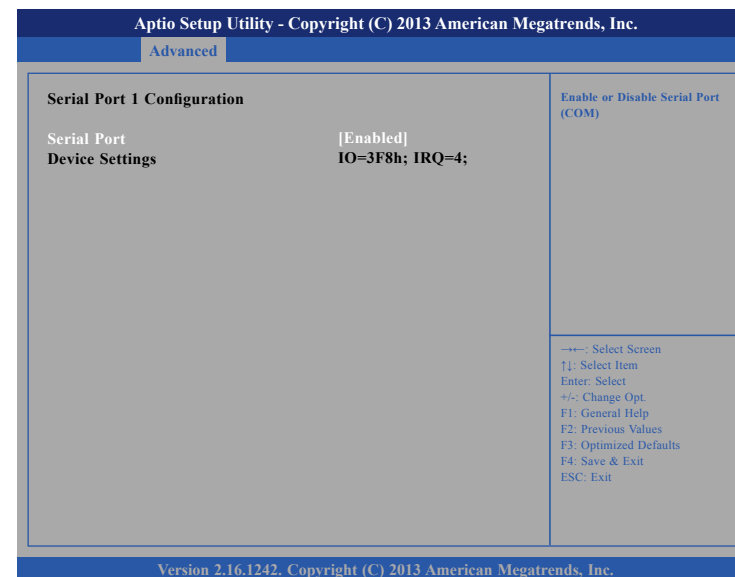 Aptio Setup Utility - Copyright (C) 2013 American Megatrends, Inc.
Advanced
Serial Port 1 Configuration
Serial Port [Enabled]
Device Settings IO=3F8h; IRQ=4;
Enable or Disable Serial Port
(COM)
→←: Select Screen
↑↓: Select Item
Enter: Select
+/-: Change Opt.
F1: General Help
F2: Previous Values
F3: Optimized Defaults
F4: Save & Exit
ESC: Exit
Version 2.16.1242. Copyright (C) 2013 American Megatrends, Inc.